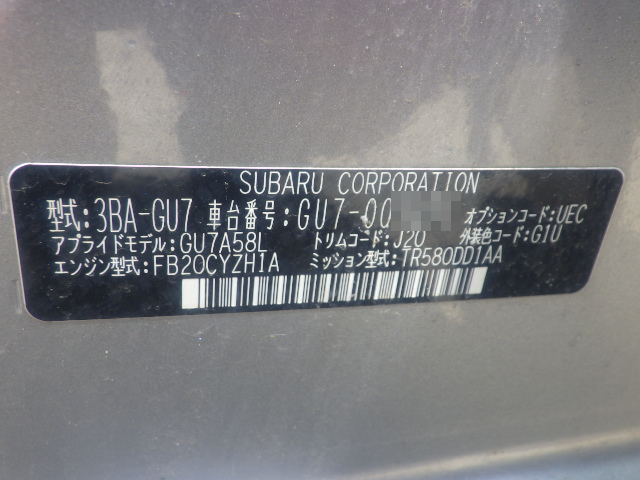 SUBARU CORPORATION
型式:3BA-GU7 車台番号:GU7-00 オプションコード:UEC
アプライドモデル:GU7A58L トリムコード:J20 外装色コード:G1U
エンジン型式:FB20CYZH1A ミッション型式:TR580DD1AA